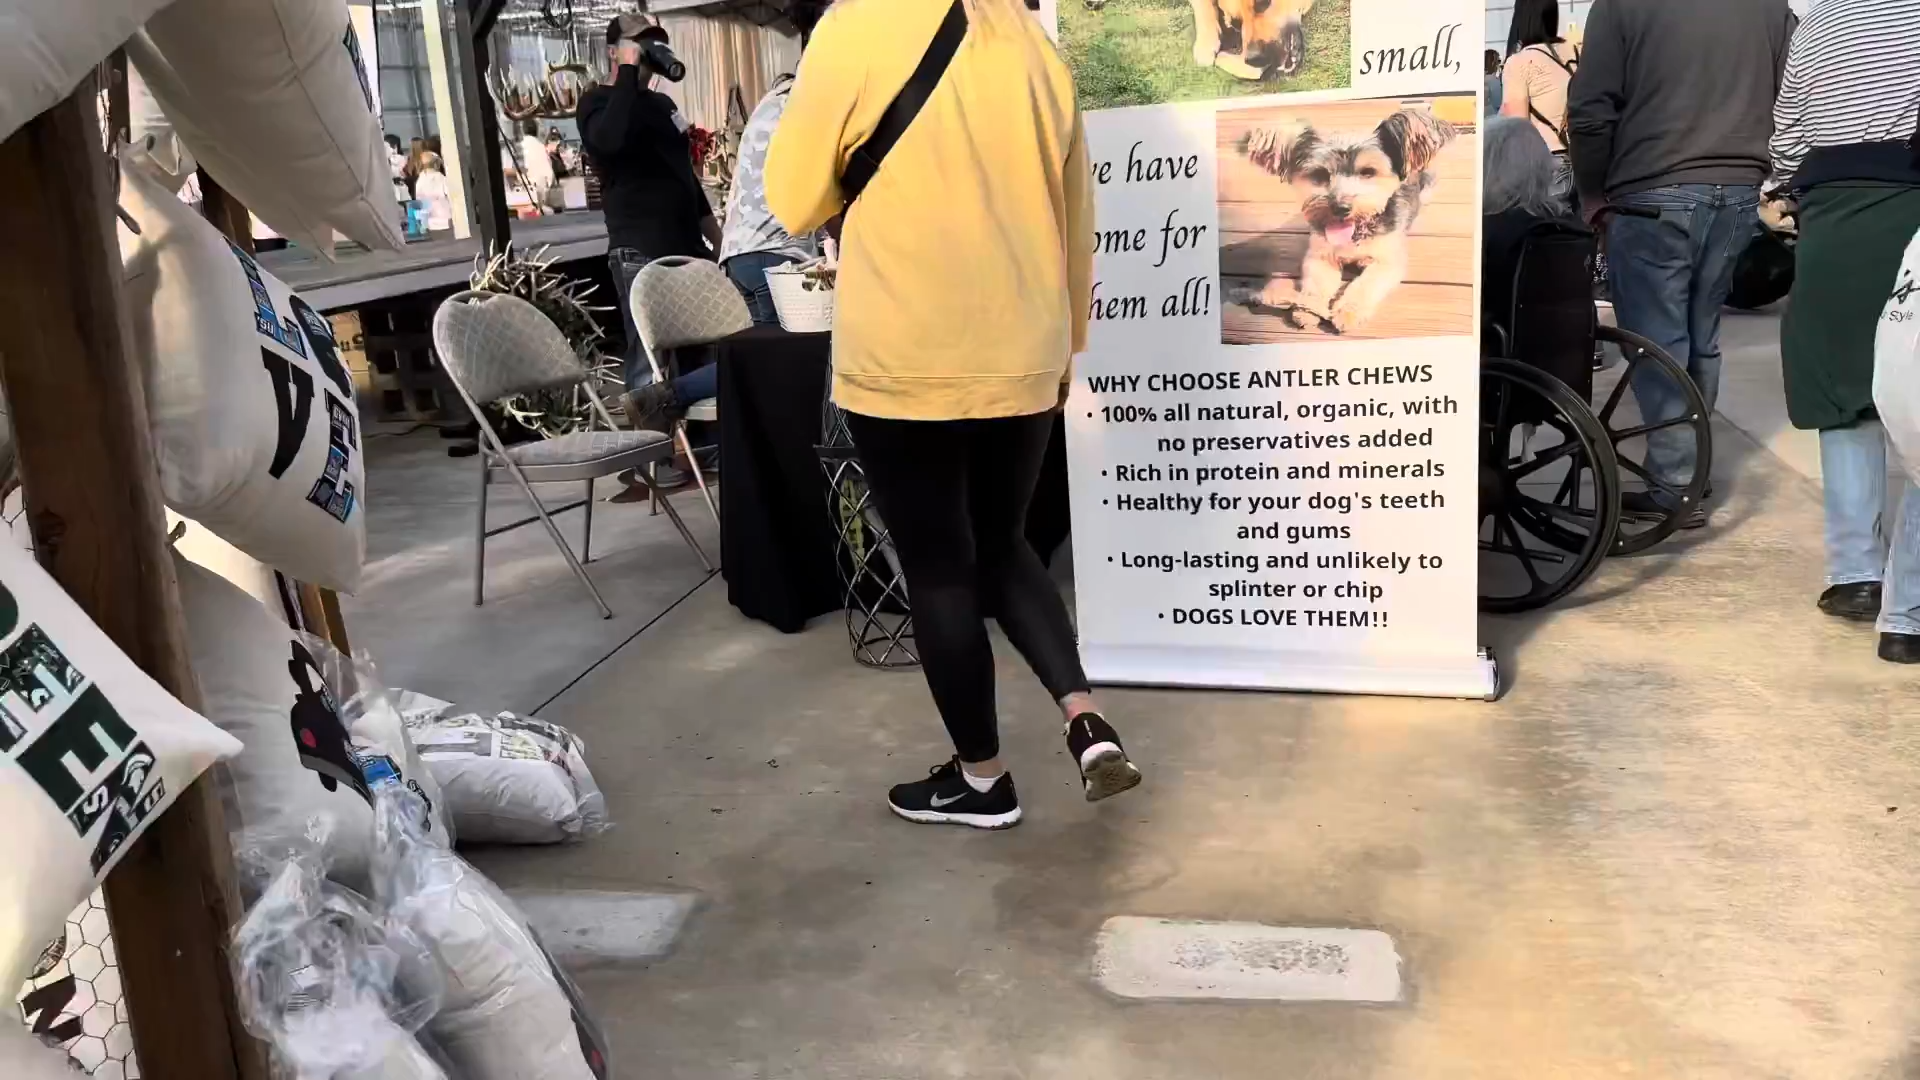 small,
have
for
all!
WHY CHOOSE ANTLER CHEWS
• 100% all natural, organic, with
no preservatives added
• Rich in protein and minerals
• Healthy for your dog's teeth
and gums
• Long-lasting and unlikely to
splinter or chip
• DOGS LOVE THEM!!
Style